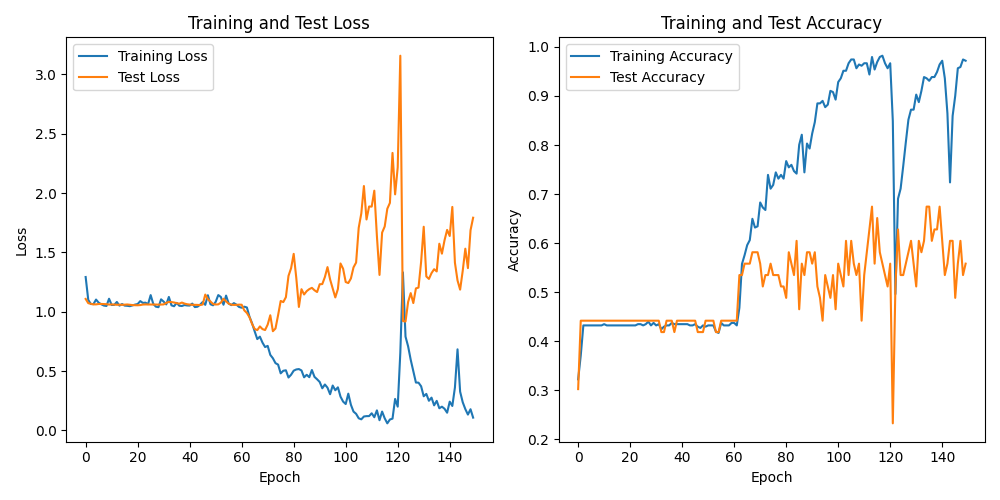 Training and Test Loss
Training Loss
Test Loss
3.0
2.5
2.0
1.5
1.0
0.5
0.0
Loss
0 20 40 60 80 100 120 140
Epoch
Training and Test Accuracy
Training Accuracy
Test Accuracy
1.0
0.9
0.8
0.7
0.6
0.5
0.4
0.3
0.2
Accuracy
0 20 40 60 80 100 120 140
Epoch